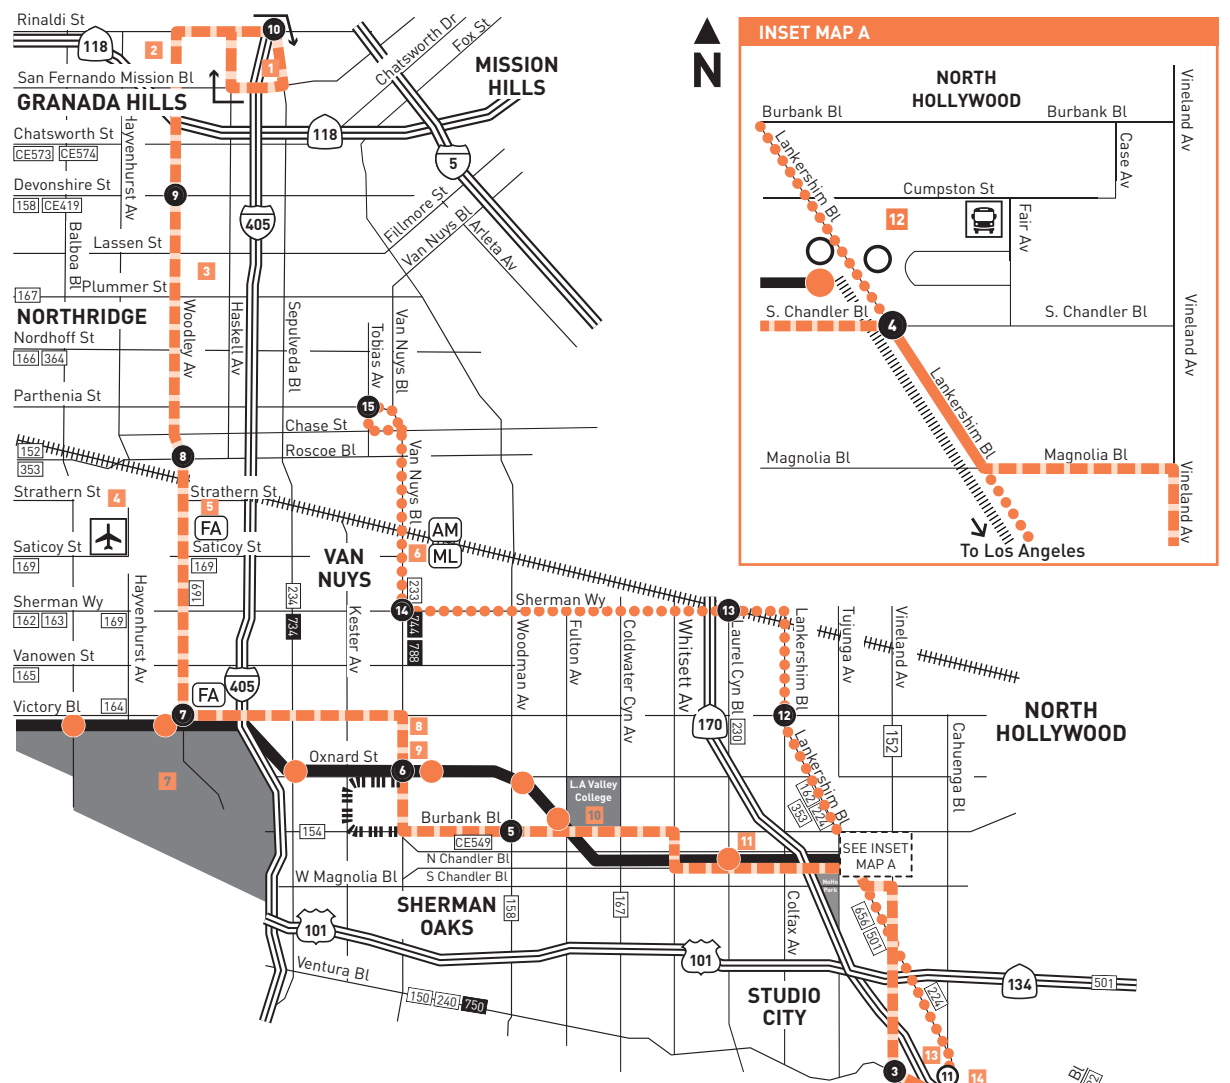 Rinaldi St
118
2
10
1
San Fernando Mission Bl
GRANADA HILLS
Chatsworth Dr
Fox St
MISSION
HILLS
Chatsworth St
CE573
CE574
Hayvenhurst Av
118
5
Devonshire St
158
CE419
9
405
Fillmore St
Van Nuys Bl
Arleta Av
Lassen St
Balboa Bl
3
Plummer St
167
NORTHRIDGE
Woodley Av
Haskell Av
Sepulveda Bl
Tobias Av
Van Nuys Bl
Nordhoff St
166
364
Parthenia St
15
Chase St
Roscoe Bl
152
353
8
Van Nuys Bl
Strathern St
4
Strathern St
5
FA
AM
ML
6
Saticoy St
169
Saticoy St
169
VAN
NUYS
Hayvenhurst Av
169
234
734
Kester Av
233
744
788
Sherman Wy
162
163
169
14
Sherman Wy
13
Vanowen St
165
FA
405
Woodman Av
Fulton Av
Coldwater Cyn Av
Whitsett Av
Laurel Cyn Bl
Lankershim Bl
Tujunga Av
Vineland Av
Victory Bl
164
7
8
9
170
230
12
152
Cahuenga Bl
NORTH
HOLLYWOOD
Oxnard St
6
7
L.A Valley
College
10
Lankershim Bl
162
224
353
154
Burbank Bl
5
CE549
N Chandler Bl
11
SEE INSET
MAP A
W Magnolia Bl
S Chandler Bl
NoHo
Park
SHERMAN
OAKS
158
167
Colfax Av
656
501
101
101
134
501
Ventura Bl
150
240
750
STUDIO
CITY
224
13
3
11
14
Bl
N
INSET MAP A
NORTH
HOLLYWOOD
Burbank Bl
Burbank Bl
Vineland Av
Lankershim Bl
Case Av
Cumpston St
12
Fair Av
S. Chandler Bl
4
S. Chandler Bl
Vineland Av
Lankershim Bl
Magnolia Bl
Magnolia Bl
Vineland Av
To Los Angeles